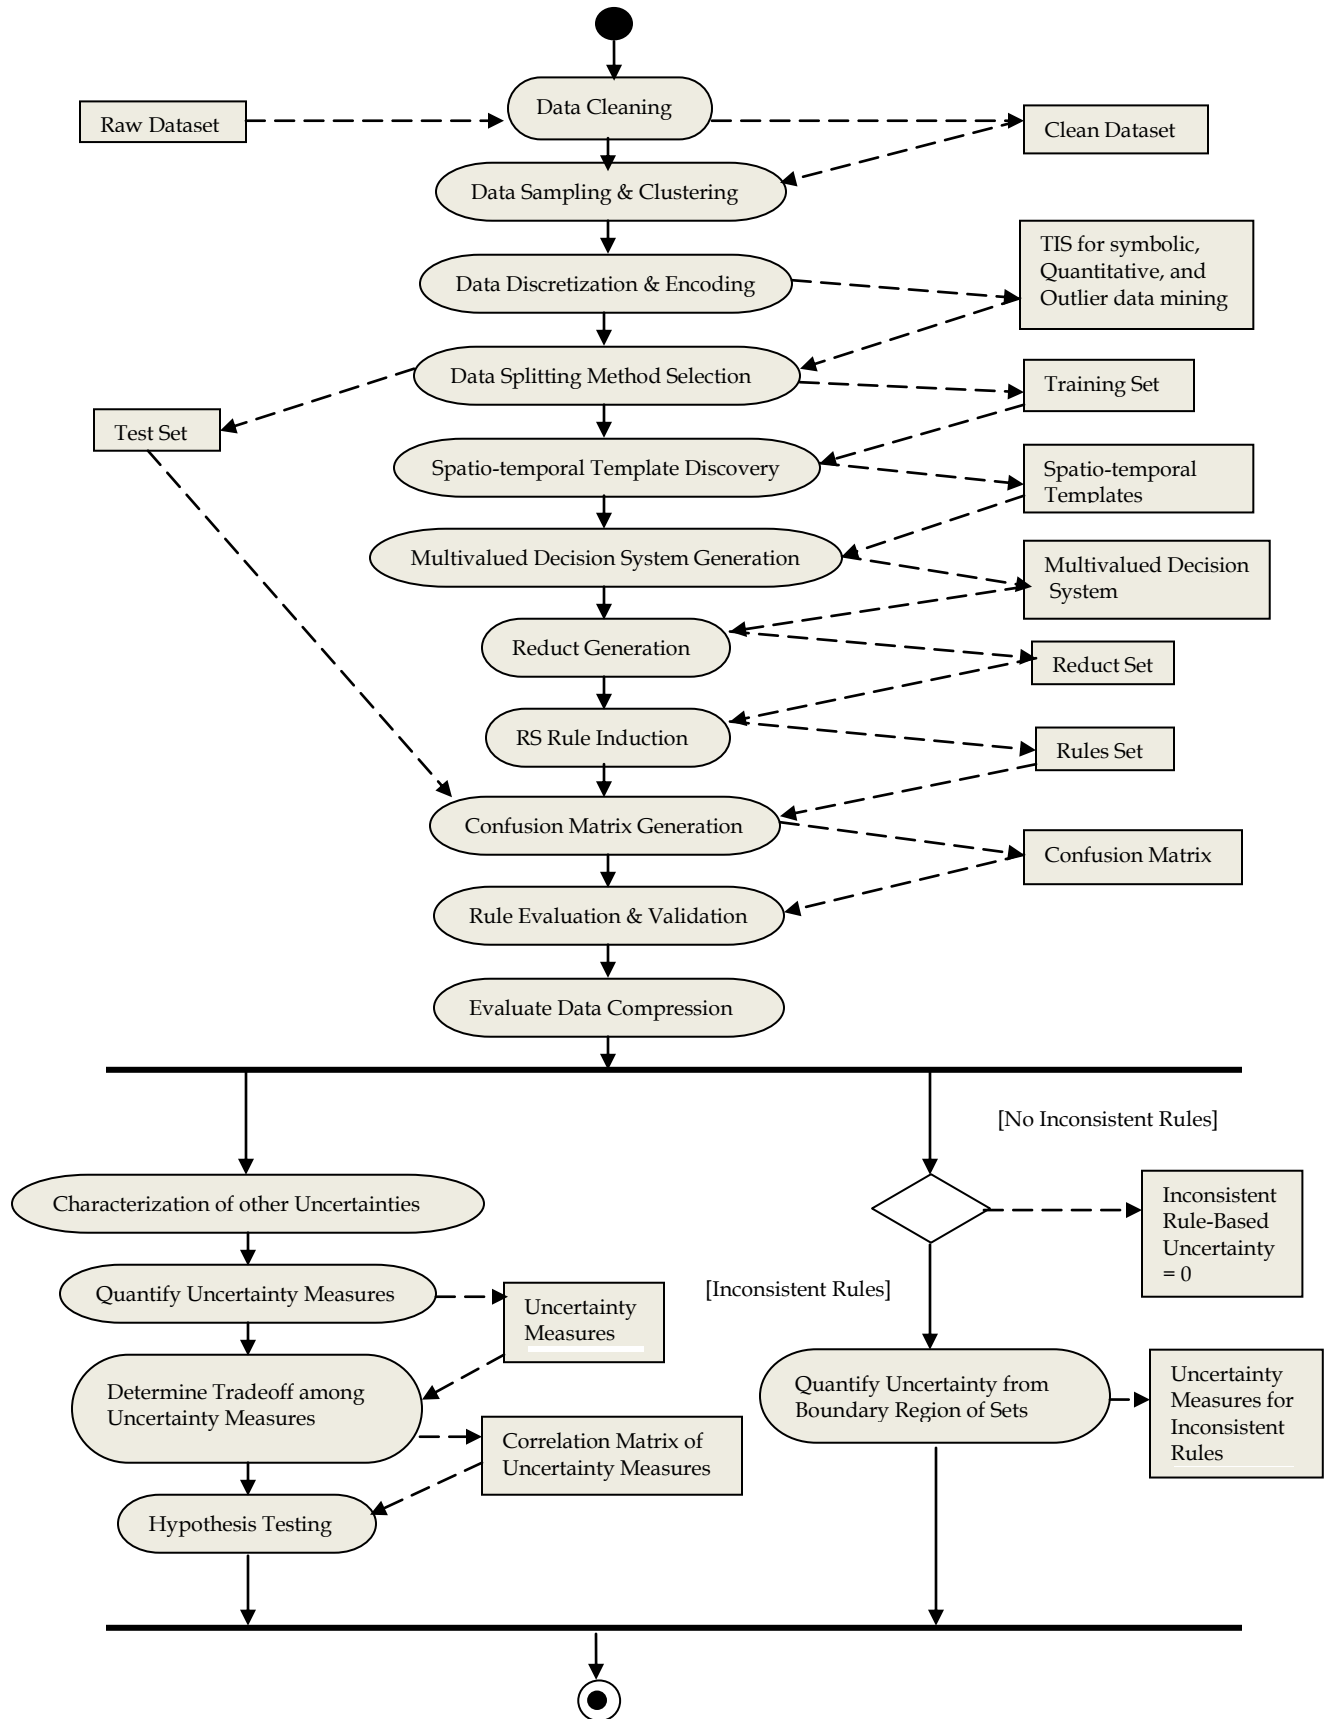 Data Cleaning
Raw Dataset
Clean Dataset
Data Sampling & Clustering
TIS for symbolic,
Quantitative, and
Outlier data mining
Data Discretization & Encoding
Data Splitting Method Selection
Training Set
Test Set
Spatio-temporal Template Discovery
Spatio-temporal
Templates
Multivalued Decision System Generation
Multivalued Decision
System
Reduct Generation
Reduct Set
RS Rule Induction
Rules Set
Confusion Matrix Generation
Confusion Matrix
Rule Evaluation & Validation
Evaluate Data Compression
[No Inconsistent Rules]
Characterization of other Uncertainties
Inconsistent
Rule-Based
Uncertainty
= 0
Quantify Uncertainty Measures
[Inconsistent Rules]
Uncertainty
Measures
Determine Tradeoff among
Uncertainty Measures
Quantify Uncertainty from
Boundary Region of Sets
Uncertainty
Measures for
Inconsistent
Rules
Correlation Matrix of
Uncertainty Measures
Hypothesis Testing